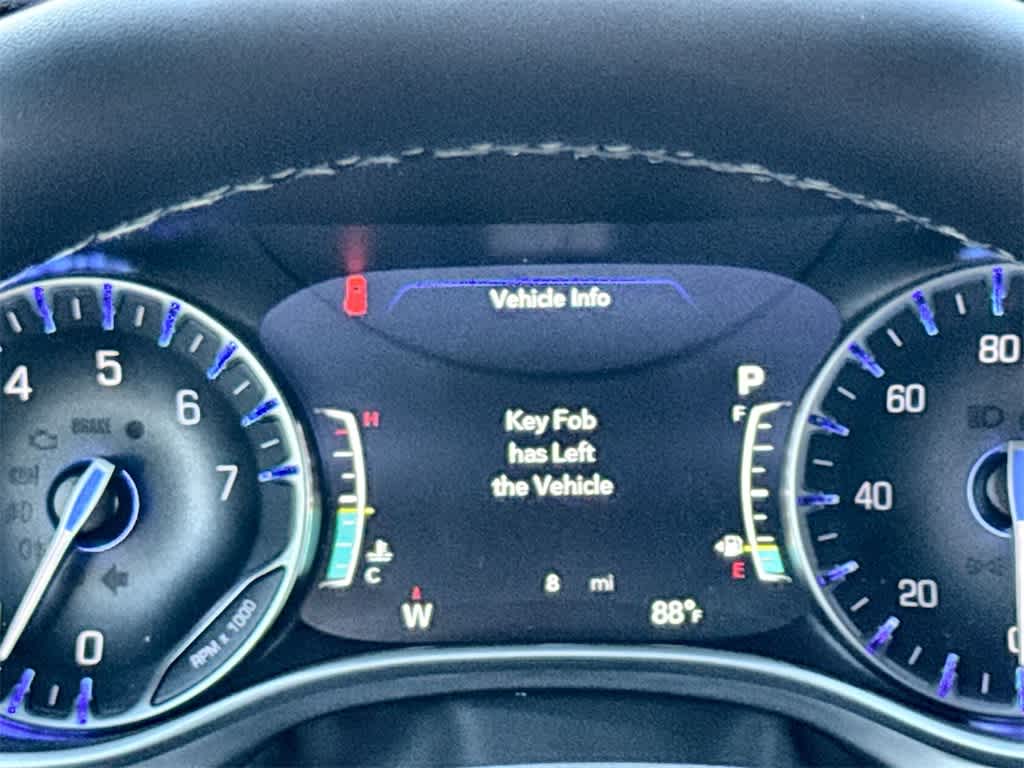 Vehicle Info
P
F
H
Key Fob
has Left
the Vehicle
C
E
8 mi
W
88°F
4
5
6
7
0
BRAKE
RPM x 1000
80
60
40
20
0